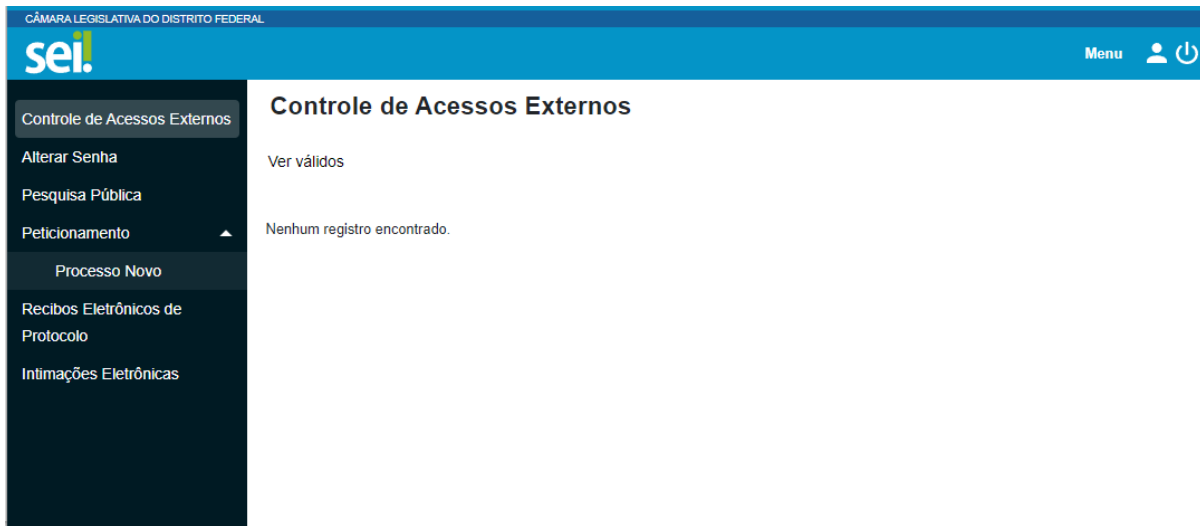 CÂMARA LEGISLATIVA DO DISTRITO FEDERAL
sei!
Menu
Controle de Acessos Externos
Alterar Senha
Pesquisa Pública
Peticionamento
Processo Novo
Recibos Eletrônicos de
Protocolo
Intimações Eletrônicas
Controle de Acessos Externos
Ver válidos
Nenhum registro encontrado.